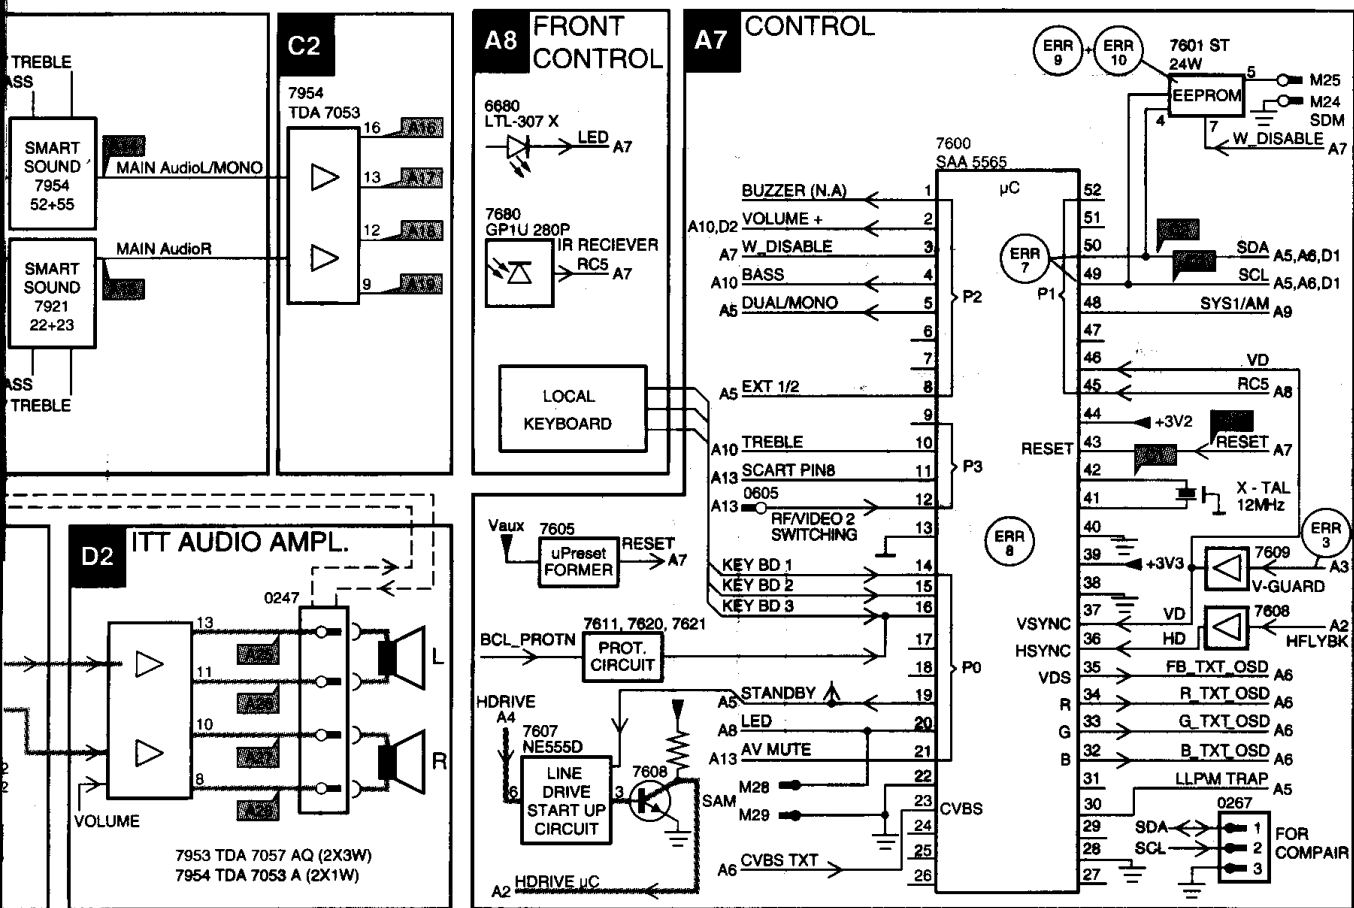 TREBLE
ASS
SMART
SOUND
7954
52+55
A14
MAIN AudioL/MONO
SMART
SOUND
7921
22+23
MAIN AudioR
A15
ASS
TREBLE
C2
7954
TDA 7053
16
A16
13
A17
12
A18
9
A19
A8
FRONT
CONTROL
6680
LTL-307 X
LED
A7
7680
GP1U 280P
IR RECIEVER
RC5
A7
LOCAL
KEYBOARD
A7
CONTROL
ERR
9
+
ERR
10
7601 ST
24W
EEPROM
5
M25
M24
SDM
4
7
W_DISABLE
A7
7600
SAA 5565
µC
BUZZER (N.A)
1
A10,D2
VOLUME +
2
A7
W_DISABLE
3
A10
BASS
4
A5
DUAL/MONO
5
6
7
A5
EXT 1/2
8
P2
9
A10
TREBLE
10
A13
SCART PIN8
11
P3
0605
A13
12
RF/VIDEO 2
SWITCHING
13
KEY BD 1
14
KEY BD 2
15
KEY BD 3
16
17
18
P0
A5
STANDBY
19
A8
LED
20
A13
AV MUTE
21
M28
22
SAM
M29
23
CVBS
24
25
A6
CVBS TXT
26
52
51
50
SDA
A5,A6,D1
ERR
7
49
SCL
A5,A6,D1
P1
48
SYS1/AM
A9
47
46
VD
45
RC5
A8
44
+3V2
RESET
43
RESET
A7
42
41
X - TAL
12MHz
ERR
8
40
ERR
3
39
+3V3
7609
A3
V-GUARD
38
VSYNC
37
VD
7608
A2
HSYNC
36
HD
HFLYBK
VDS
35
FB_TXT_OSD
A6
R
34
R_TXT_OSD
A6
G
33
G_TXT_OSD
A6
B
32
B_TXT_OSD
A6
31
LLP\M TRAP
A5
30
29
28
27
0267
SDA
1
SCL
2
3
FOR
COMPAIR
Vaux
7605
uPreset
FORMER
RESET
A7
7611, 7620, 7621
BCL_PROTN
PROT.
CIRCUIT
HDRIVE
A4
7607
NE555D
LINE
DRIVE
START UP
CIRCUIT
6
3
7608
A2
HDRIVE µC
D2
ITT AUDIO AMPL.
0247
13
A25
11
A26
L
10
A27
8
R
VOLUME
7953 TDA 7057 AQ (2X3W)
7954 TDA 7053 A (2X1W)